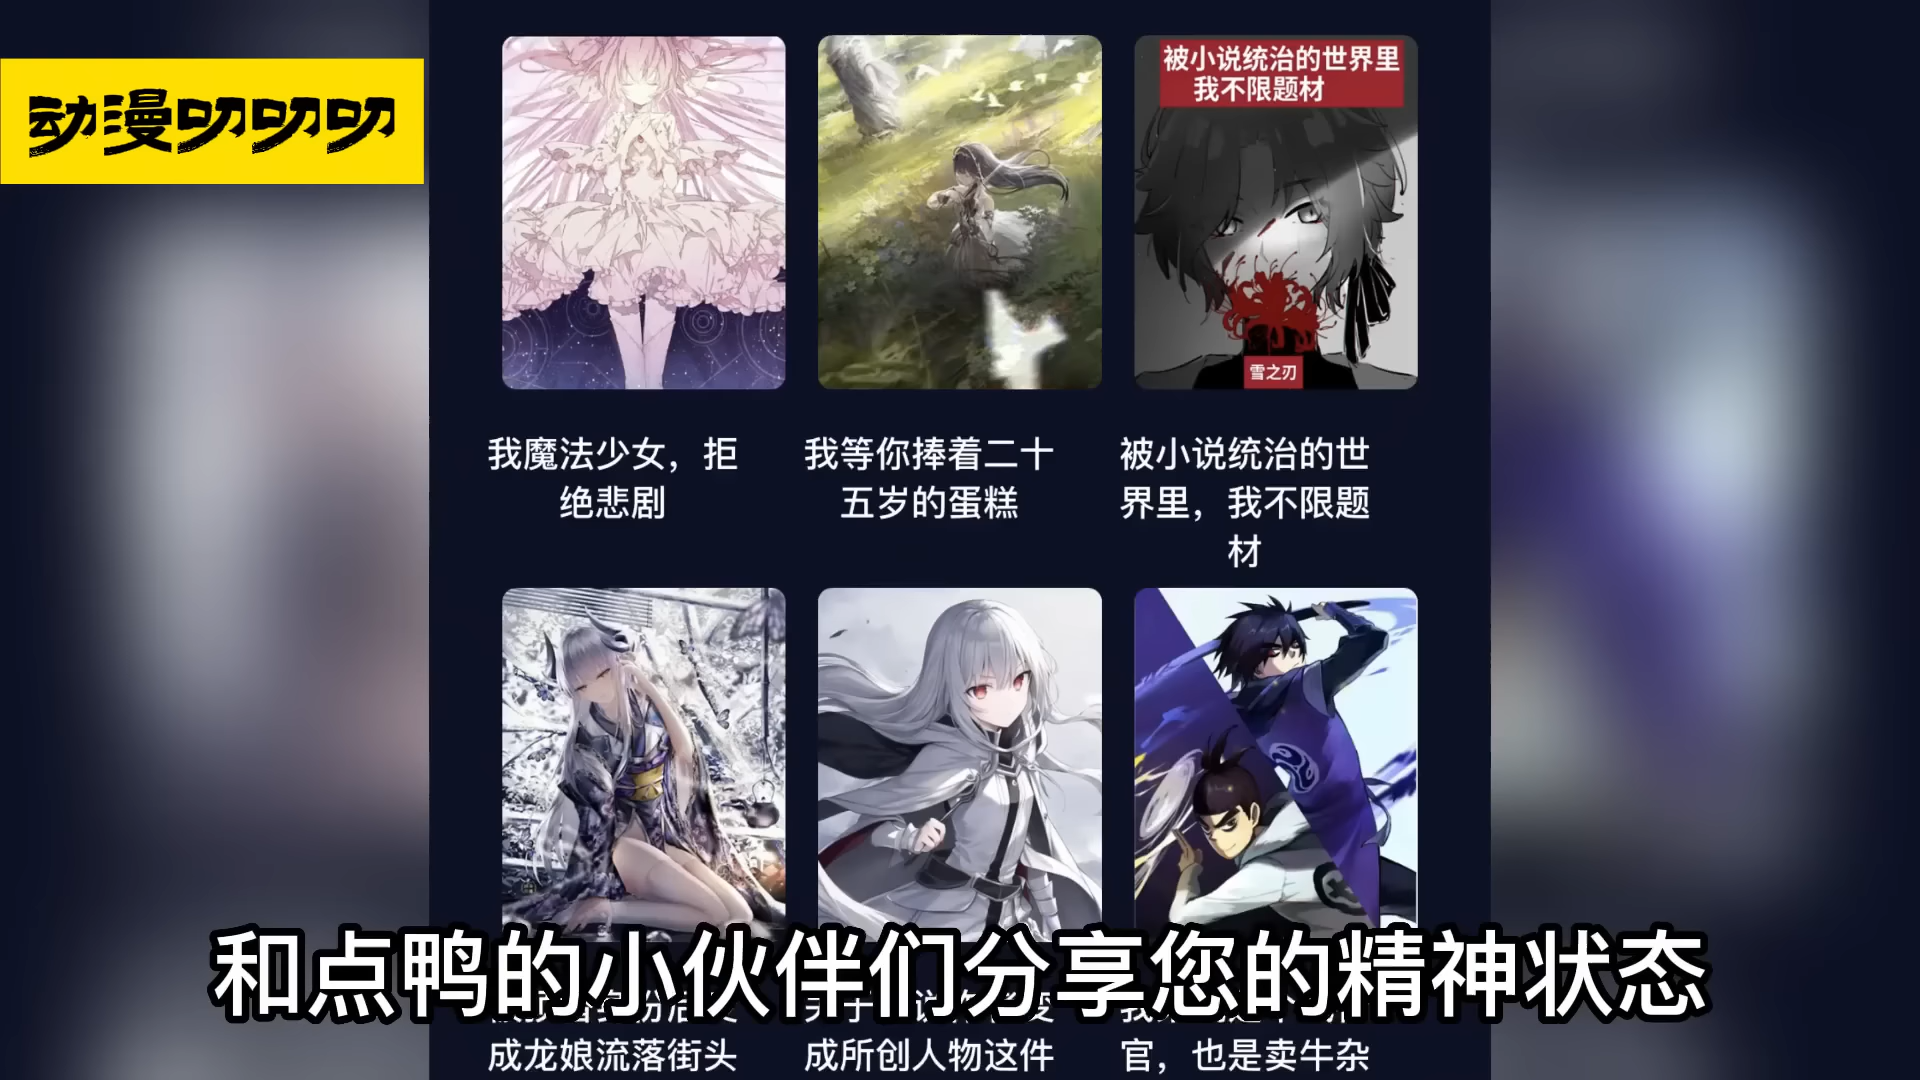 动漫叨叨叨
被小说统治的世界里
我不限题材
雪之刃
我魔法少女，拒
绝悲剧
我等你捧着二十
五岁的蛋糕
被小说统治的世
界里，我不限题
材
和点鸭的小伙伴们分享您的精神状态
成龙娘流落街头
成所创人物这件
官，也是卖牛杂